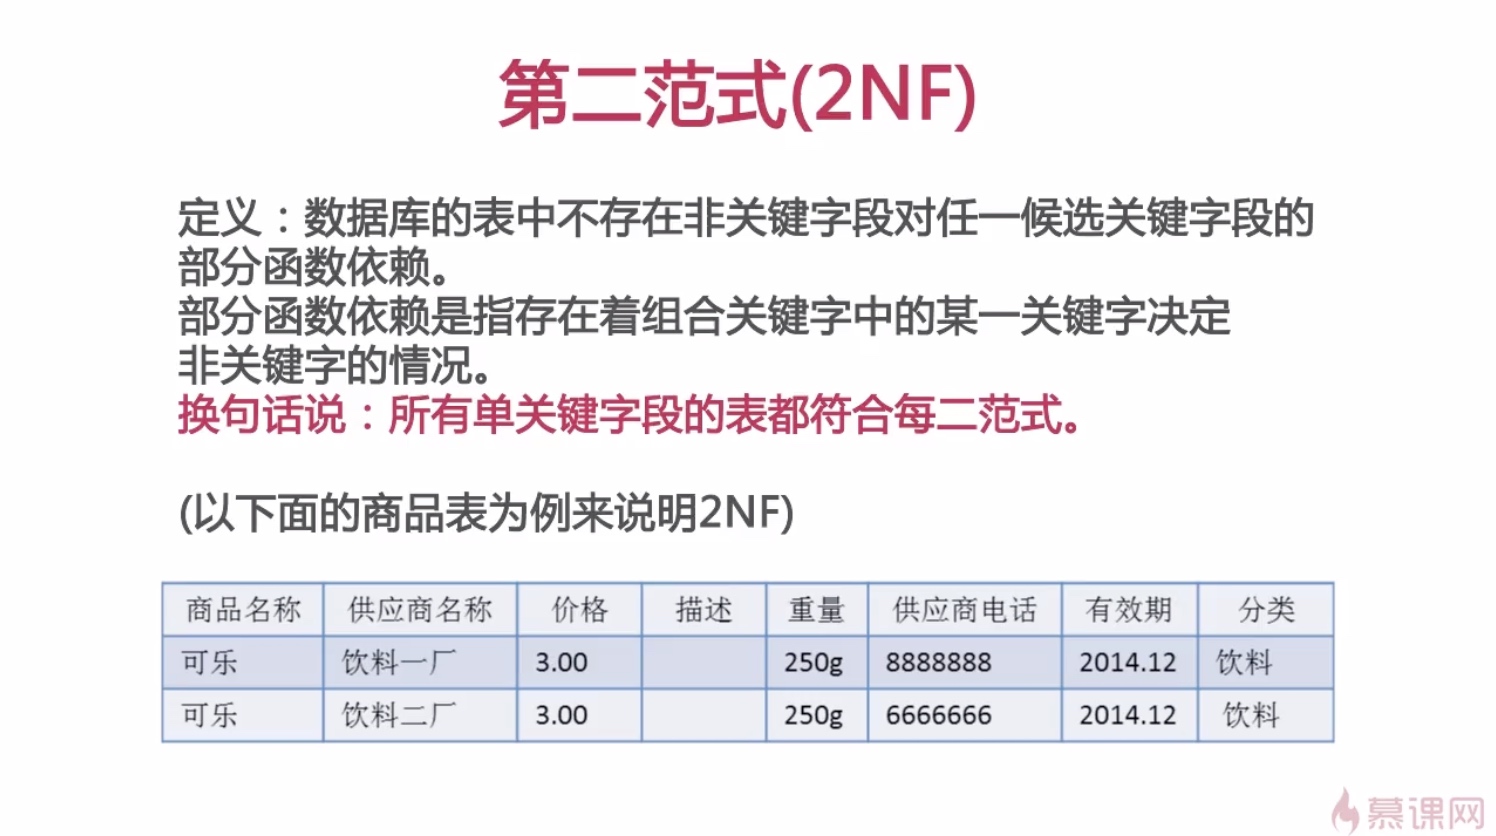 第二范式(2NF)
定义：数据库的表中不存在非关键字段对任一候选关键字段的
部分函数依赖。
部分函数依赖是指存在着组合关键字中的某一关键字决定
非关键字的情况。
换句话说：所有单关键字段的表都符合每二范式。
(以下面的商品表为例来说明2NF)
商品名称 供应商名称 价格 描述 重量 供应商电话 有效期 分类
可乐 饮料一厂 3.00 250g 8888888 2014.12 饮料
可乐 饮料二厂 3.00 250g 6666666 2014.12 饮料
慕课网